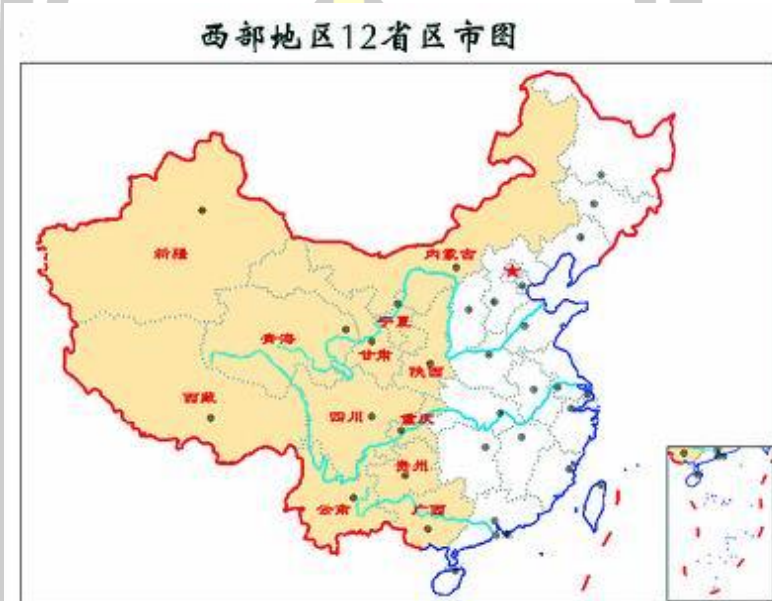 西部地区12省区市图
内蒙古
新疆
宁夏
青海
甘肃
陕西
西藏
四川
重庆
贵州
云南
广西